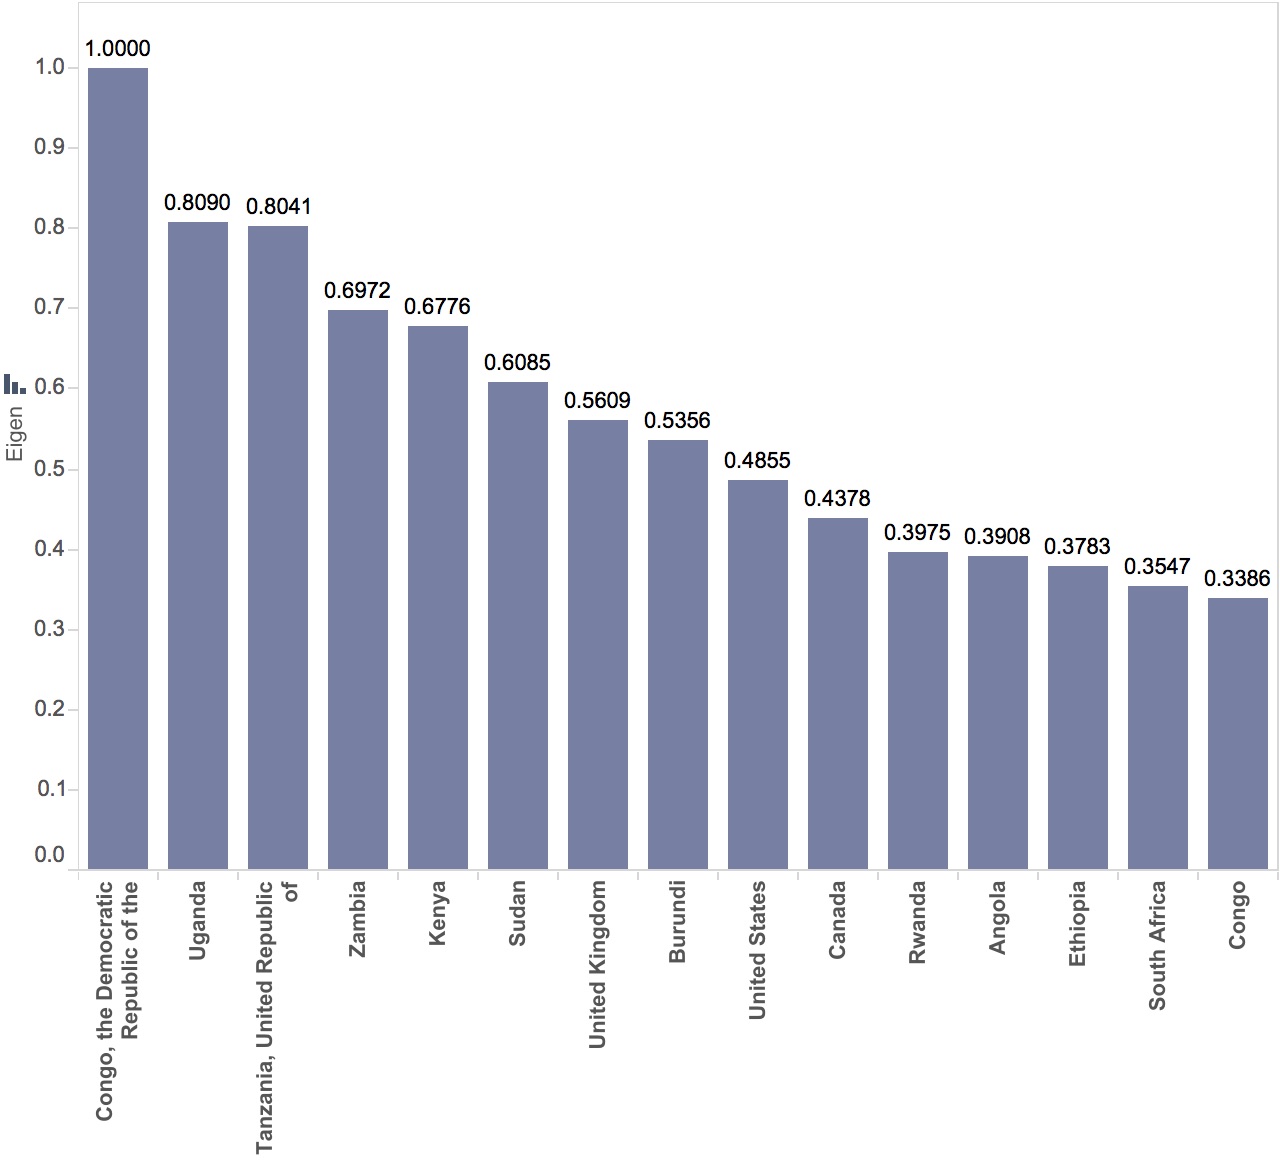 1.0000
0.8090
0.8041
0.6972
0.6776
0.6085
0.5609
0.5356
0.4855
0.4378
0.3975
0.3908
0.3783
0.3547
0.3386
1.0
0.9
0.8
0.7
0.6
0.5
0.4
0.3
0.2
0.1
0.0
Eigen
Congo, the Democratic
Republic of the
Uganda
Tanzania, United Republic
of
Zambia
Kenya
Sudan
United Kingdom
Burundi
United States
Canada
Rwanda
Angola
Ethiopia
South Africa
Congo